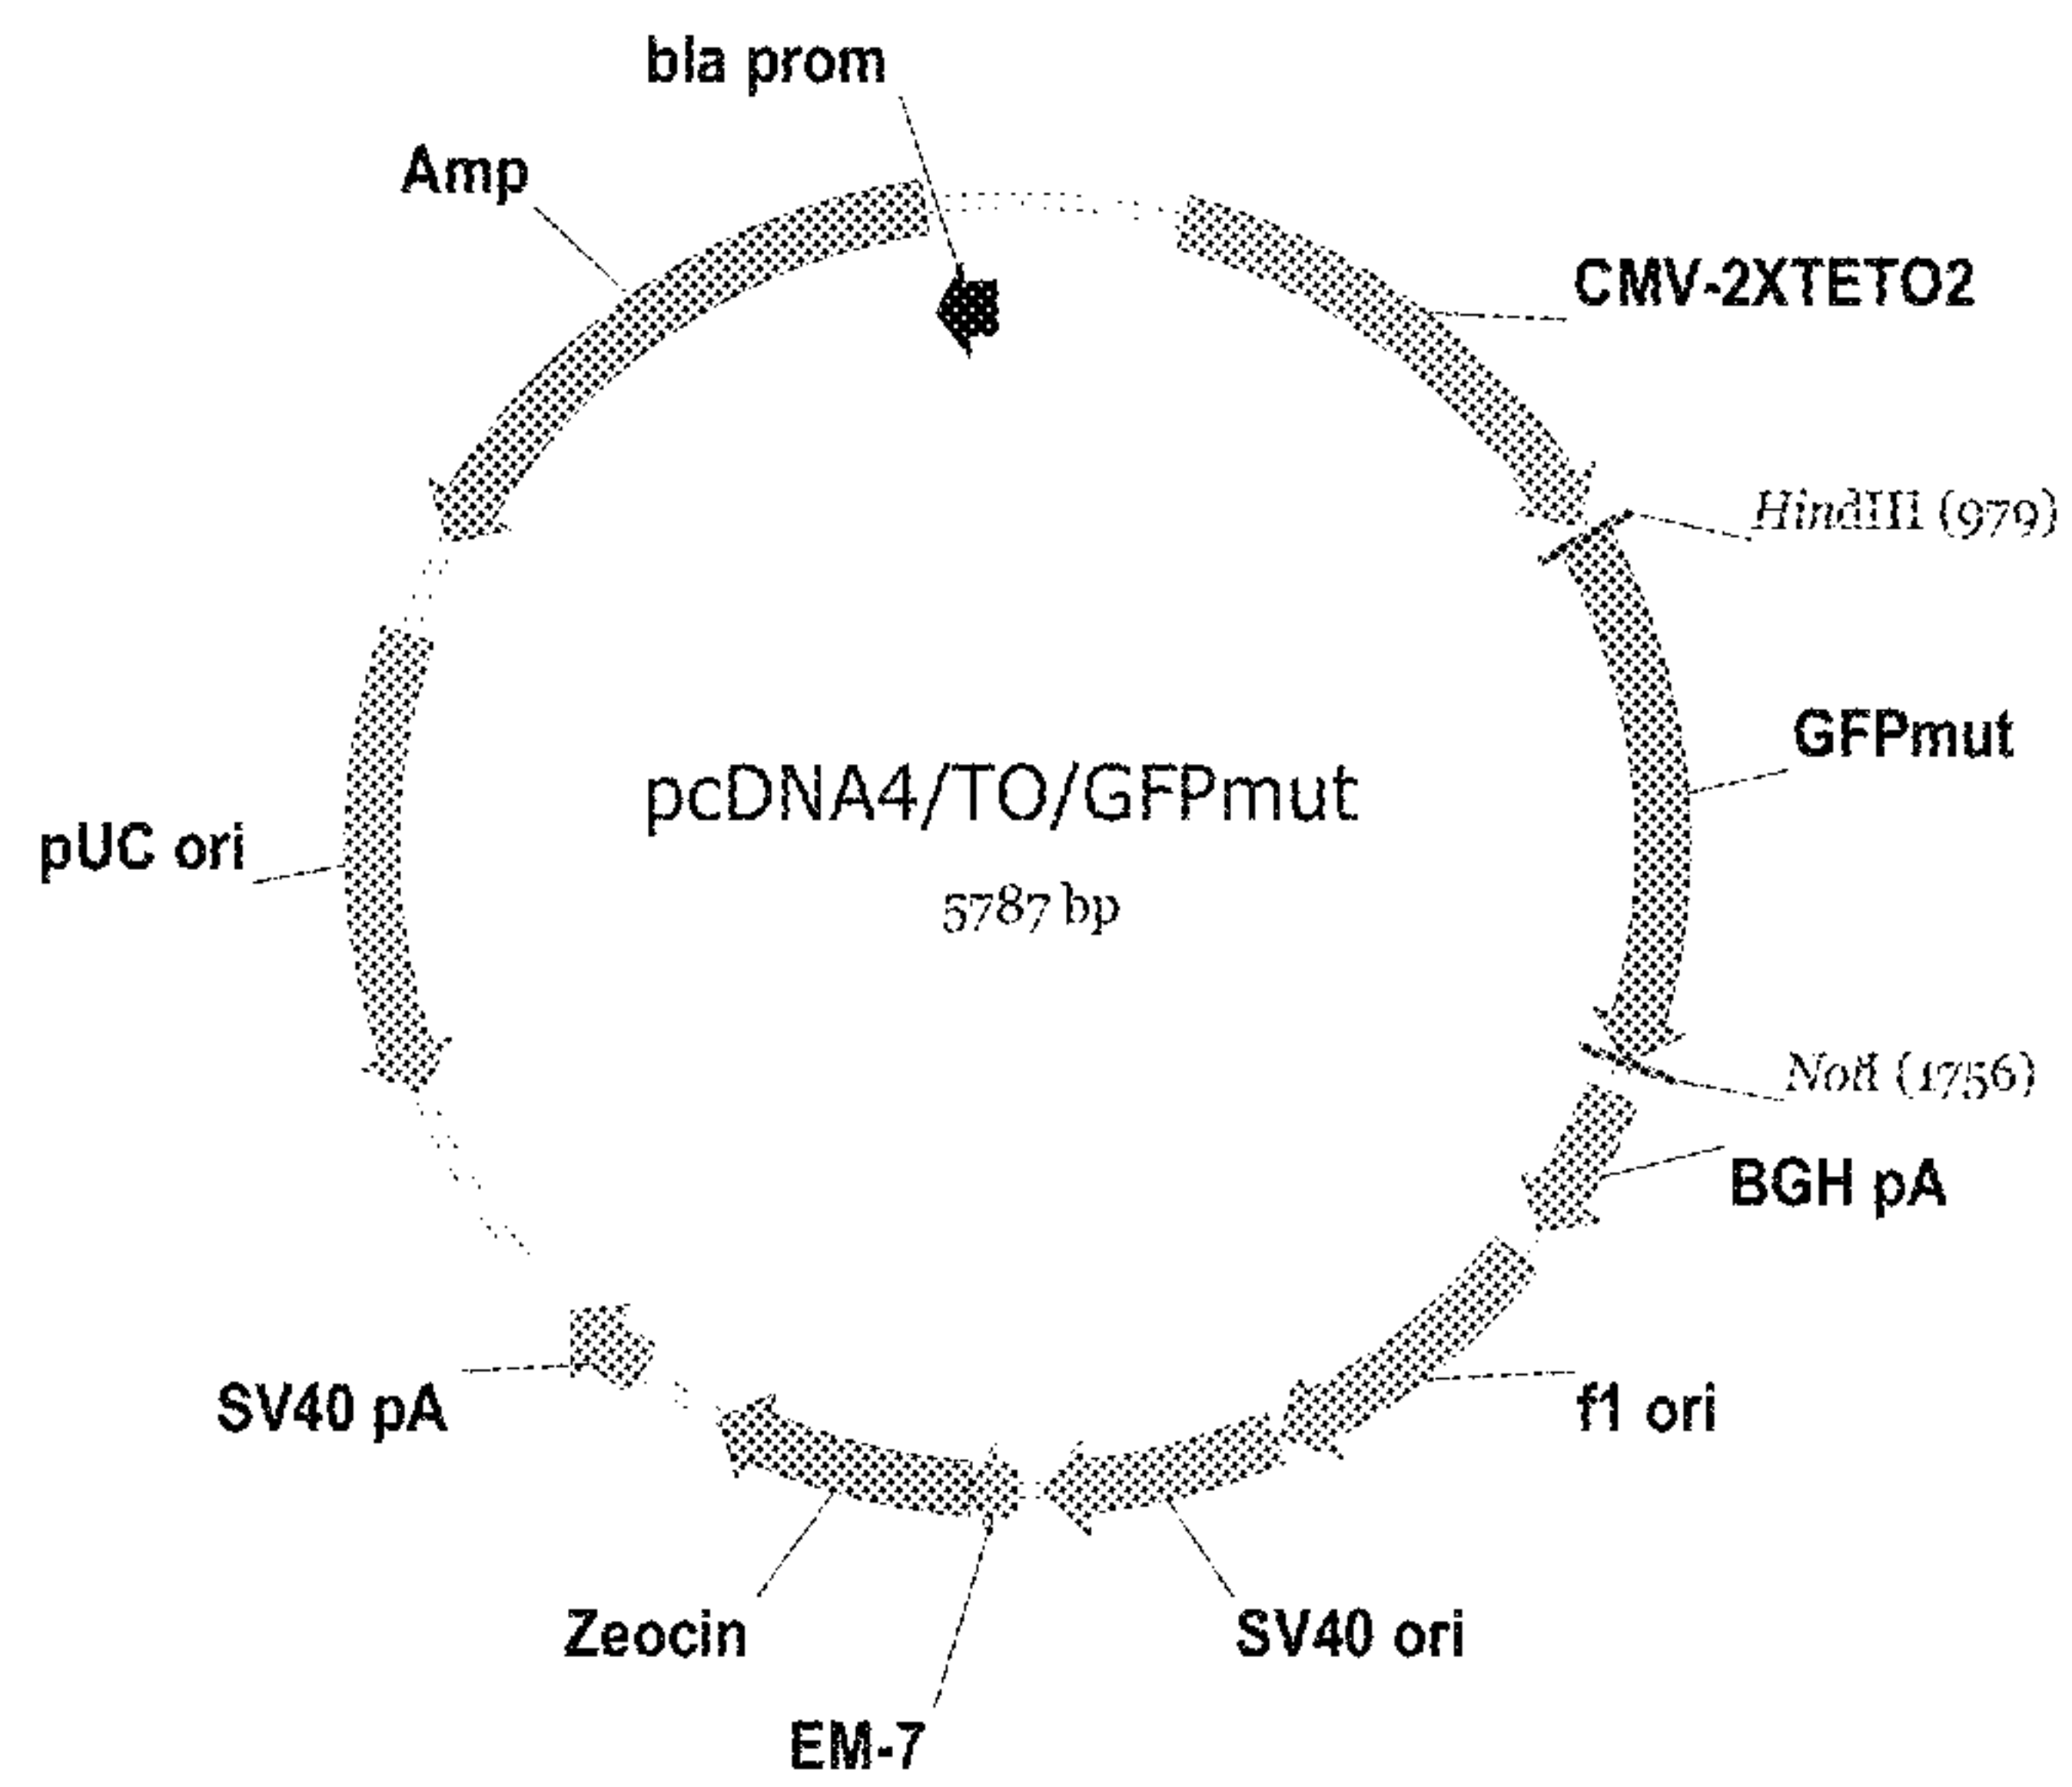 bla prom
Amp
CMV-2XTETO2
HindIII (979)
GFPmut
pcDNA4/TO/GFPmut
pUC ori
5787 bp
NotI (1756)
BGH pA
SV40 pA
f1 ori
Zeocin
SV40 ori
EM-7